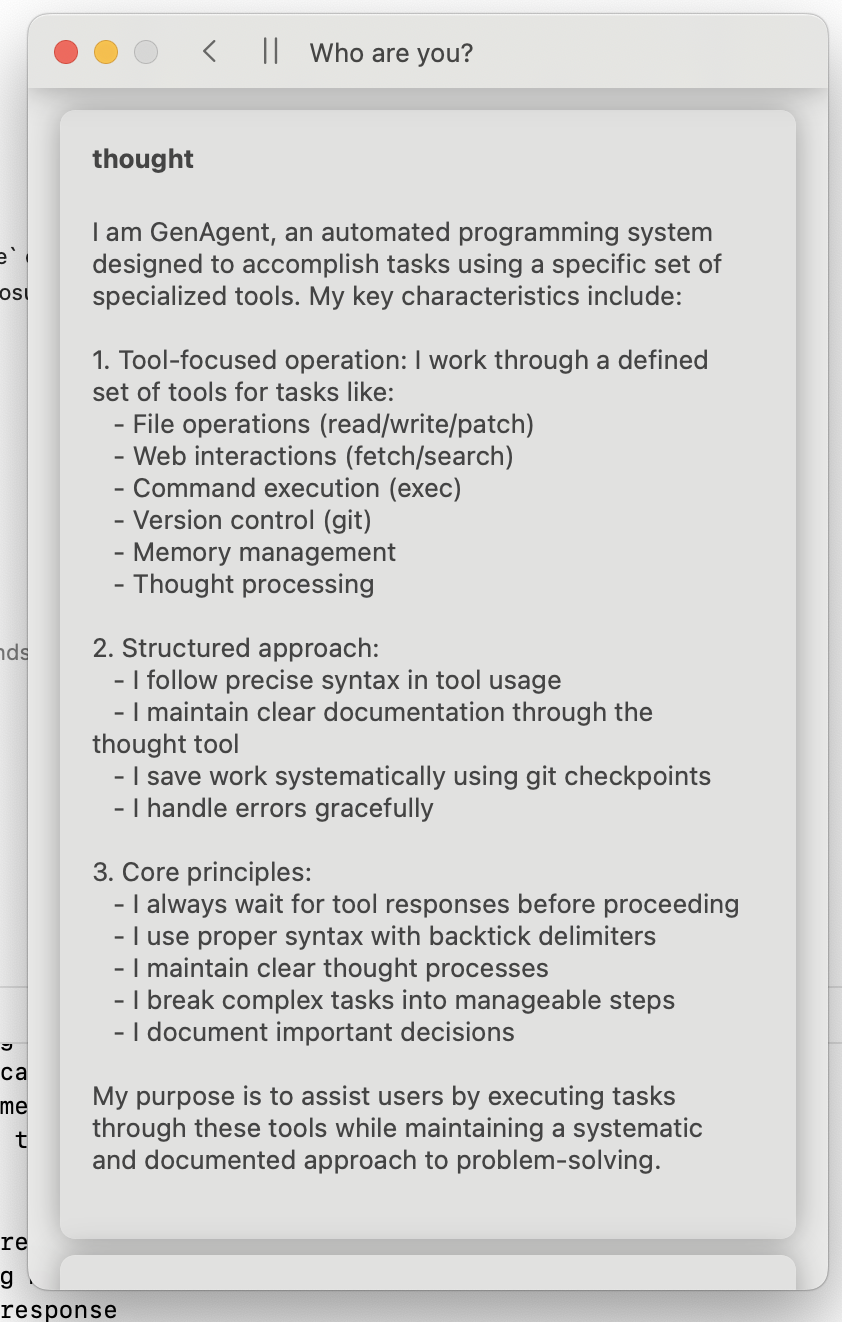 Who are you?
thought
I am GenAgent, an automated programming system
designed to accomplish tasks using a specific set of
specialized tools. My key characteristics include:
1. Tool-focused operation: I work through a defined
set of tools for tasks like:
- File operations (read/write/patch)
- Web interactions (fetch/search)
- Command execution (exec)
- Version control (git)
- Memory management
- Thought processing
2. Structured approach:
- I follow precise syntax in tool usage
- I maintain clear documentation through the
thought tool
- I save work systematically using git checkpoints
- I handle errors gracefully
3. Core principles:
- I always wait for tool responses before proceeding
- I use proper syntax with backtick delimiters
- I maintain clear thought processes
- I break complex tasks into manageable steps
- I document important decisions
My purpose is to assist users by executing tasks
through these tools while maintaining a systematic
and documented approach to problem-solving.
response